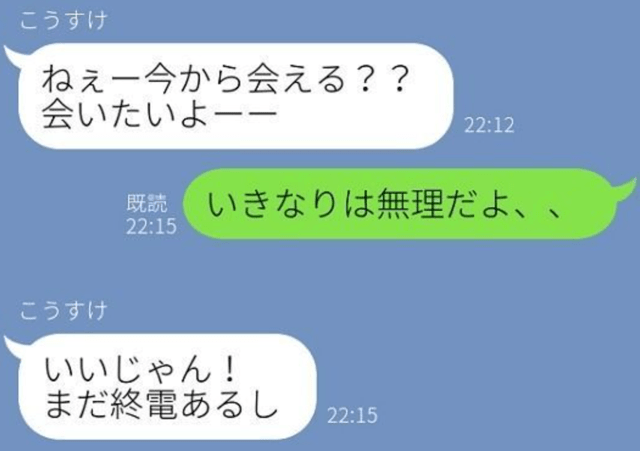 こうすけ
ねぇー今から会える？？
会いたいよーー
22:12
いきなりは無理だよ、、
既読
22:15
こうすけ
いいじゃん！
まだ終電あるし
22:15